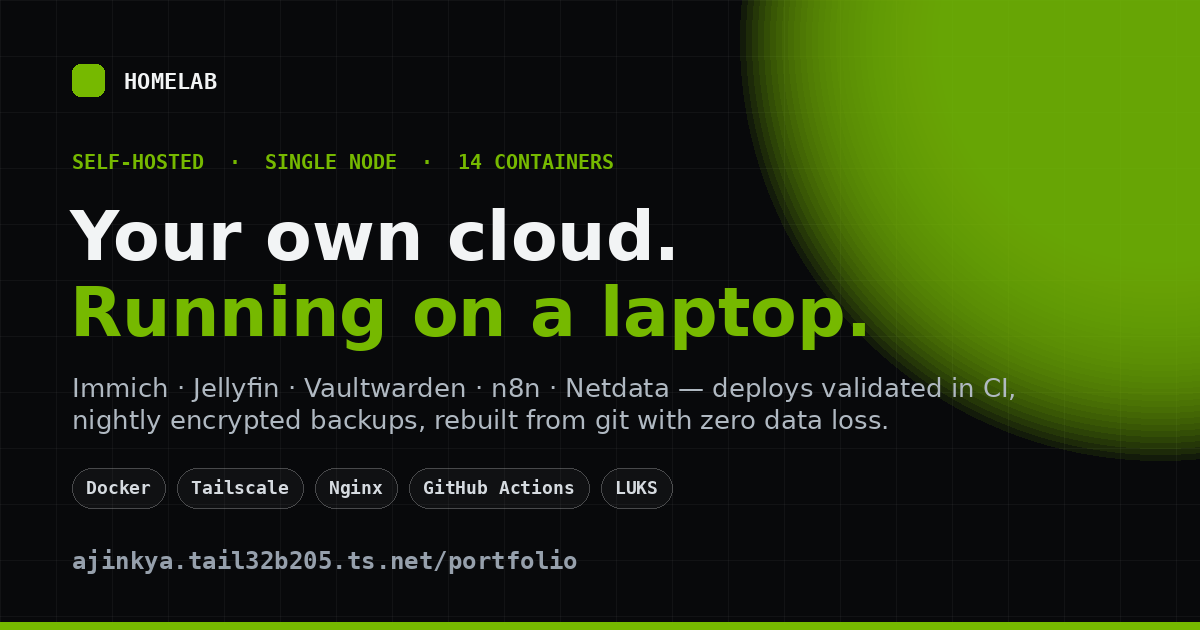 HOMELAB
SELF-HOSTED · SINGLE NODE · 14 CONTAINERS
Your own cloud.
Running on a laptop.
Immich · Jellyfin · Vaultwarden · n8n · Netdata — deploys validated in CI,
nightly encrypted backups, rebuilt from git with zero data loss.
Docker Tailscale Nginx GitHub Actions LUKS
ajinkya.tail32b205.ts.net/portfolio